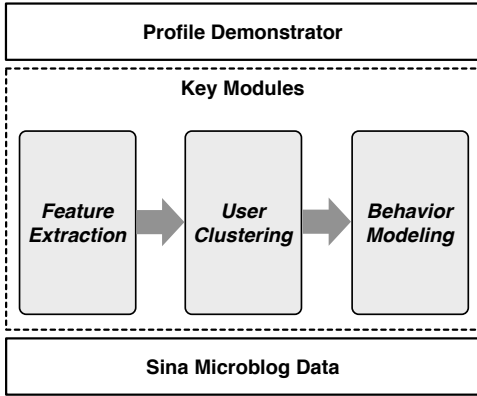 Profile Demonstrator
Key Modules
Feature
Extraction
User
Clustering
Behavior
Modeling
Sina Microblog Data